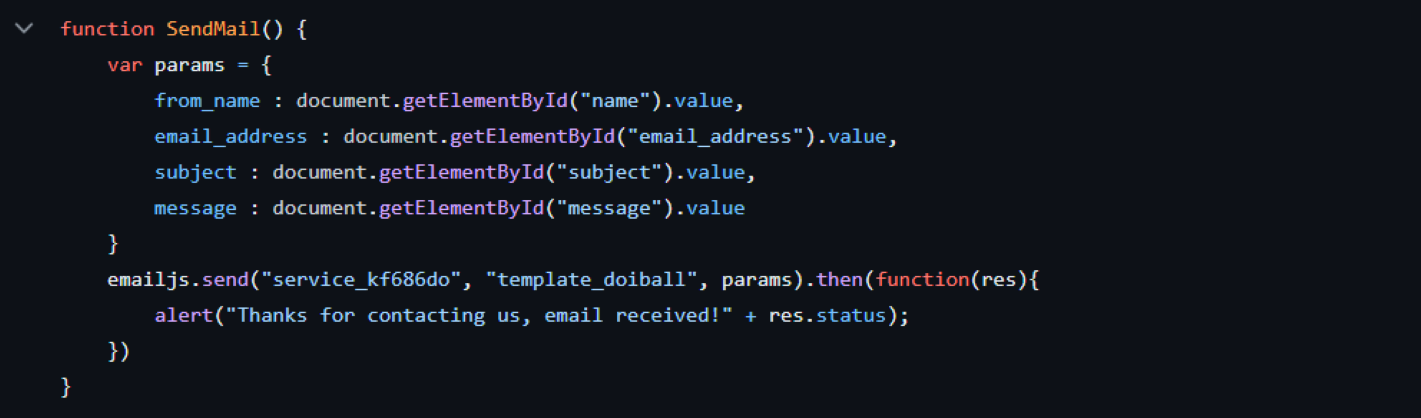 function SendMail() {
var params = {
from_name : document.getElementById("name").value,
email_address : document.getElementById("email_address").value,
subject : document.getElementById("subject").value,
message : document.getElementById("message").value
}
emailjs.send("service_kf686do", "template_doiball", params).then(function(res){
alert("Thanks for contacting us, email received!" + res.status);
})
}